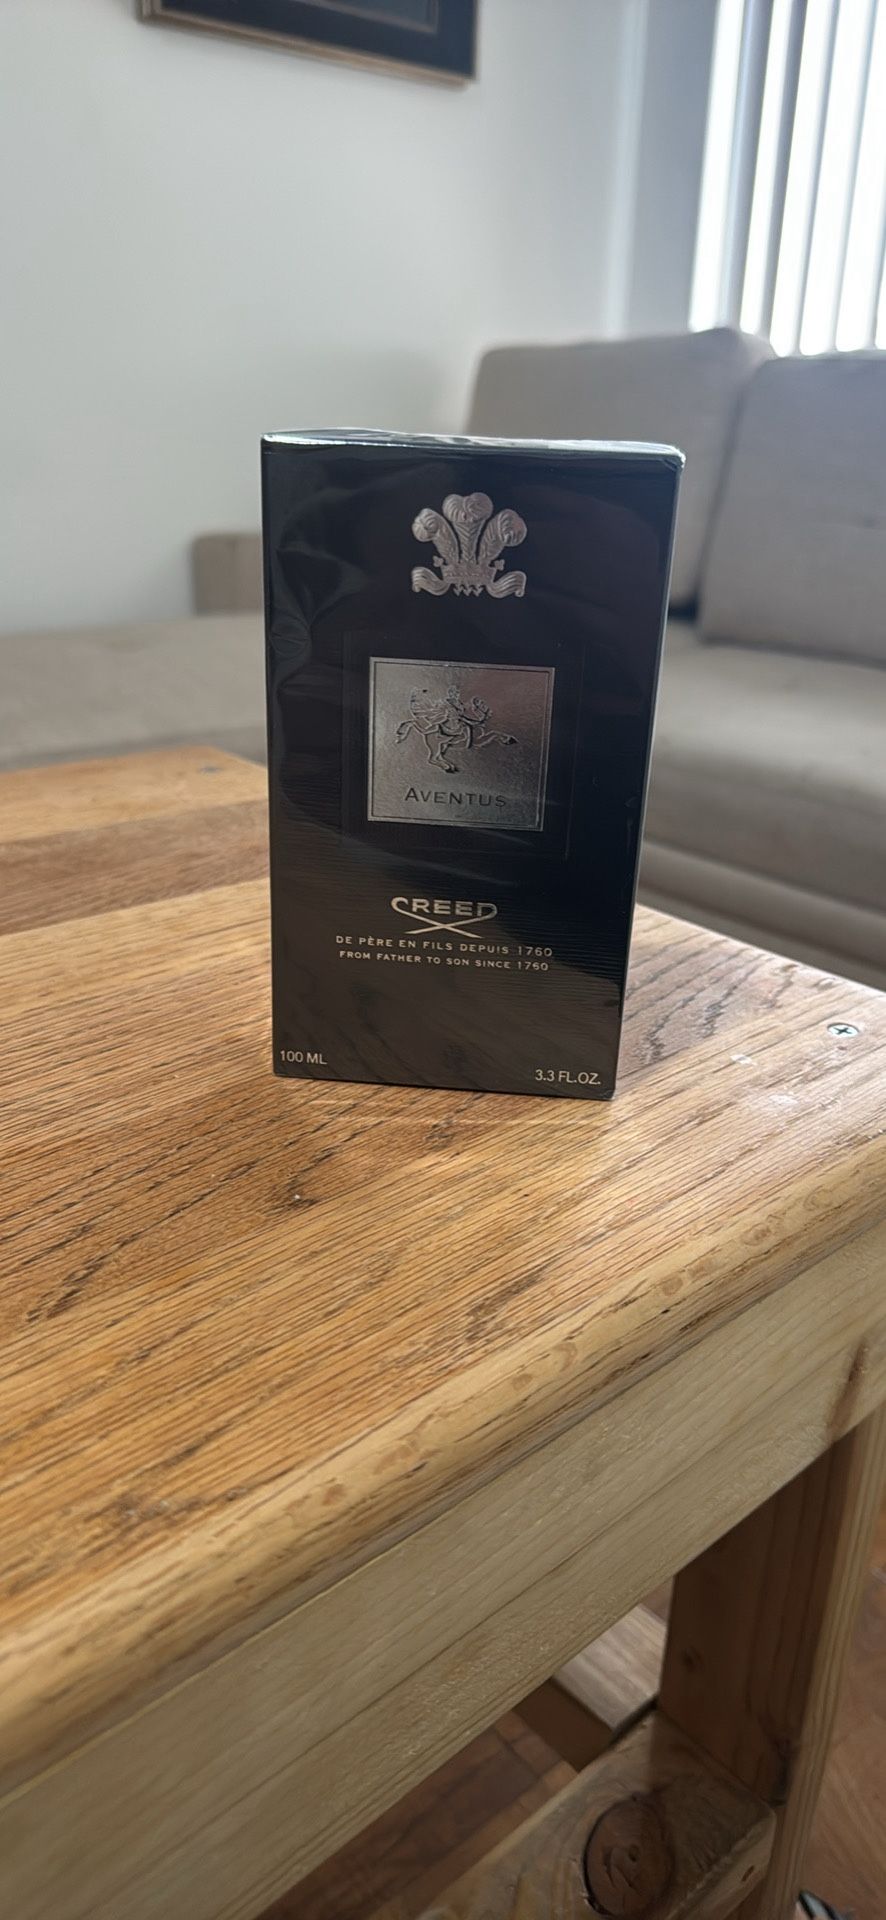 AVENTUS
CREED
DE PÈRE EN FILS DEPUIS 1760
FROM FATHER TO SON SINCE 1760
100 ML
3.3 FL.OZ.